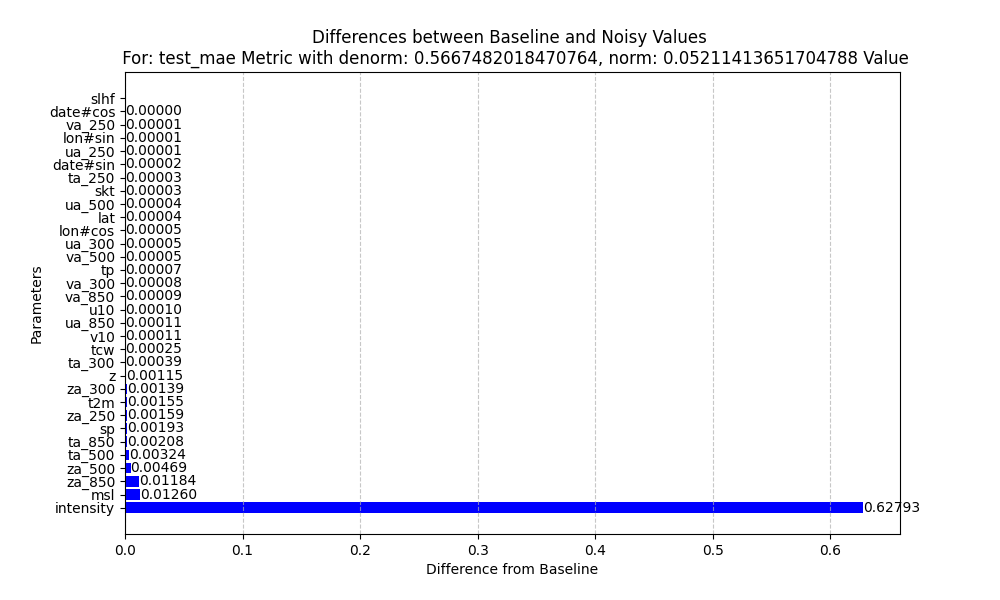 Differences between Baseline and Noisy Values
For: test_mae Metric with denorm: 0.5667482018470764, norm: 0.05211413651704788 Value
Parameters
slhf
date#cos 0.00000
va_250 0.00001
lon#sin 0.00001
ua_250 0.00001
date#sin 0.00002
ta_250 0.00003
skt 0.00003
ua_500 0.00004
lat 0.00004
lon#cos 0.00005
ua_300 0.00005
va_500 0.00005
tp 0.00007
va_300 0.00008
va_850 0.00009
u10 0.00010
ua_850 0.00011
v10 0.00011
tcw 0.00025
ta_300 0.00039
z 0.00115
za_300 0.00139
t2m 0.00155
za_250 0.00159
sp 0.00193
ta_850 0.00208
ta_500 0.00324
za_500 0.00469
za_850 0.01184
msl 0.01260
intensity 0.62793
0.0 0.1 0.2 0.3 0.4 0.5 0.6
Difference from Baseline